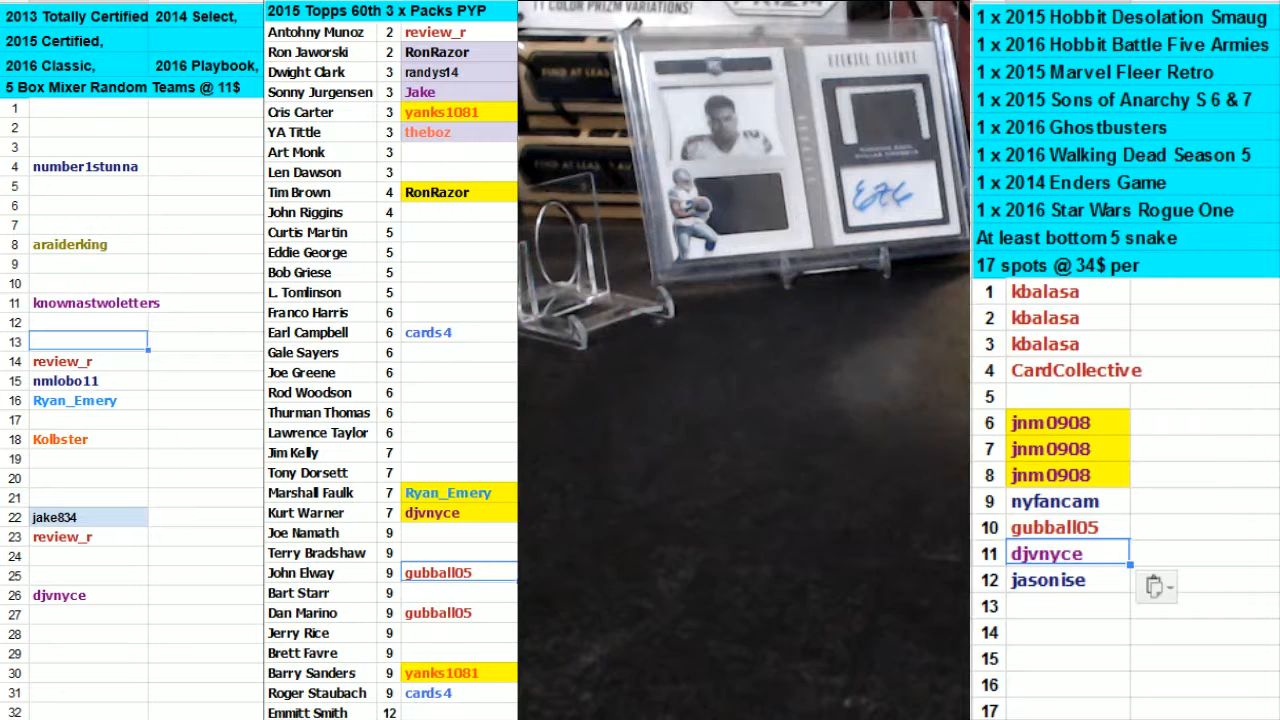 2013 Totally Certified 2014 Select,
2015 Certified,
2016 Classic, 2016 Playbook,
5 Box Mixer Random Teams @ 11$
1
2
3
4 number1stunna
5
6
7
8 araiderking
9
10
11 knownastwoletters
12
13
14 review_r
15 nmlobo11
16 Ryan_Emery
17
18 Kolbster
19
20
21
22 jake834
23 review_r
24
25
26 djvnyce
27
28
29
30
31
32
2015 Topps 60th 3 x Packs PYP
Antohny Munoz 2 review_r
Ron Jaworski 2 RonRazor
Dwight Clark 3 randys14
Sonny Jurgensen 3 Jake
Cris Carter 3 yanks1081
YA Tittle 3 theboz
Art Monk 3
Len Dawson 3
Tim Brown 4 RonRazor
John Riggins 4
Curtis Martin 5
Eddie George 5
Bob Griese 5
L. Tomlinson 5
Franco Harris 6
Earl Campbell 6 cards4
Gale Sayers 6
Joe Greene 6
Rod Woodson 6
Thurman Thomas 6
Lawrence Taylor 6
Jim Kelly 7
Tony Dorsett 7
Marshall Faulk 7 Ryan_Emery
Kurt Warner 7 djvnyce
Joe Namath 9
Terry Bradshaw 9
John Elway 9 gubball05
Bart Starr 9
Dan Marino 9 gubball05
Jerry Rice 9
Brett Favre 9
Barry Sanders 9 yanks1081
Roger Staubach 9 cards4
Emmitt Smith 12
11 COLOR PRIZM VARIATIONS!
FIND AT LEAS
FIND AT LEAS
EZEKIEL ELLIOTT
1 x 2015 Hobbit Desolation Smaug
1 x 2016 Hobbit Battle Five Armies
1 x 2015 Marvel Fleer Retro
1 x 2015 Sons of Anarchy S 6 & 7
1 x 2016 Ghostbusters
1 x 2016 Walking Dead Season 5
1 x 2014 Enders Game
1 x 2016 Star Wars Rogue One
At least bottom 5 snake
17 spots @ 34$ per
1 kbalasa
2 kbalasa
3 kbalasa
4 CardCollective
5
6 jnm0908
7 jnm0908
8 jnm0908
9 nyfancam
10 gubball05
11 djvnyce
12 jasonise
13
14
15
16
17